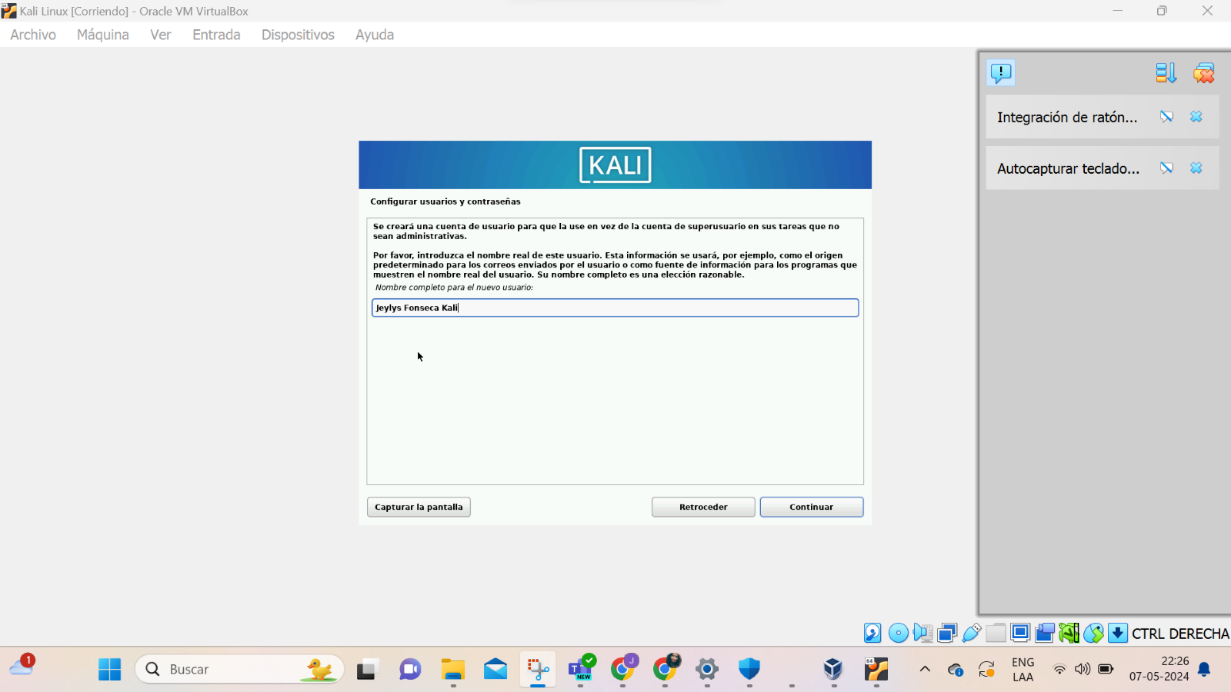 Kali Linux [Corriendo] - Oracle VM VirtualBox
Archivo Máquina Ver Entrada Dispositivos Ayuda
Integración de ratón...
Autocapturar teclado...
KALI
Configurar usuarios y contraseñas
Se creará una cuenta de usuario para que la use en vez de la cuenta de superusuario en sus tareas que no
sean administrativas.
Por favor, introduzca el nombre real de este usuario. Esta información se usará, por ejemplo, como el origen
predeterminado para los correos enviados por el usuario o como fuente de información para los programas que
muestren el nombre real del usuario. Su nombre completo es una elección razonable.
Nombre completo para el nuevo usuario:
Jeylys Fonseca Kali
Capturar la pantalla Retroceder Continuar
CTRL DERECHA
1
Buscar
NEW
J
64
ENG
LAA
22:26
07-05-2024